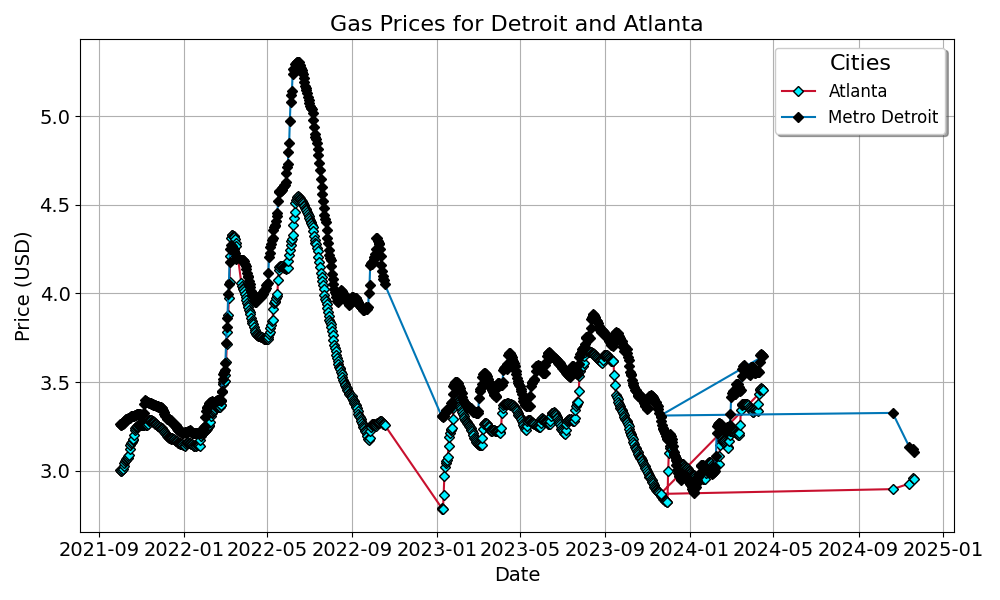 Gas Prices for Detroit and Atlanta
Cities
Atlanta
Metro Detroit
Price (USD)
5.0
4.5
4.0
3.5
3.0
2021-09 2022-01 2022-05 2022-09 2023-01 2023-05 2023-09 2024-01 2024-05 2024-09 2025-01
Date